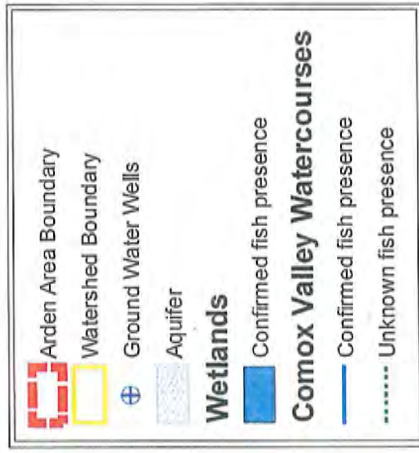 Arden Area Boundary
Watershed Boundary
Ground Water Wells
Aquifer
Wetlands
Confirmed fish presence
Comox Valley Watercourses
Confirmed fish presence
Unknown fish presence